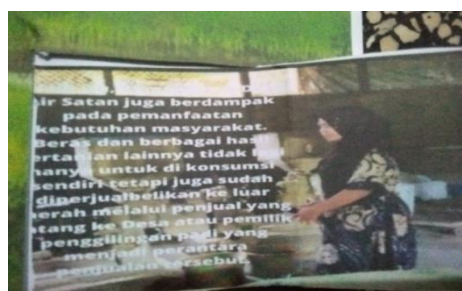 ir Satan juga berdampak
pada pemanfaatan
kebutuhan masyarakat.
Beras dan berbagai hasil
ertanian lainnya tidak
hanya untuk di konsumsi
sendiri tetapi juga sudah
diperjualbelikan ke luar
erah melalui penjual yang
tang ke Desa atau pemilik
penggilingan padi yang
menjadi perantara
penjualan tersebut.